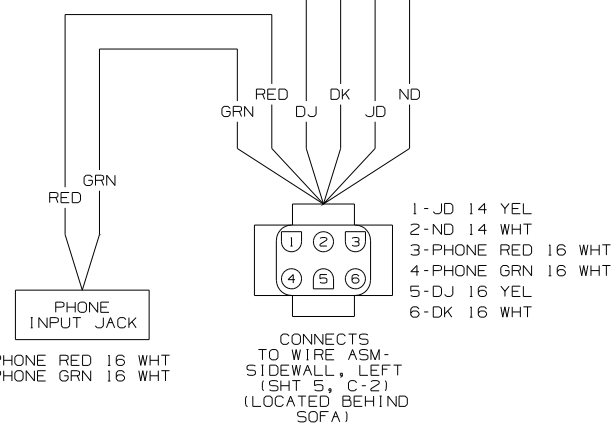 RED
DK
ND
GRN
DJ
JD
GRN
RED
1-JD 14 YEL
2-ND 14 WHT
3-PHONE RED 16 WHT
4-PHONE GRN 16 WHT
5-DJ 16 YEL
6-DK 16 WHT
1 2 3
4 5 6
PHONE
INPUT JACK
RED 16 WHT
GRN 16 WHT
CONNECTS
TO WIRE ASM-
SIDEWALL, LEFT
(SHT 5, C-2)
(LOCATED BEHIND
SOFA)